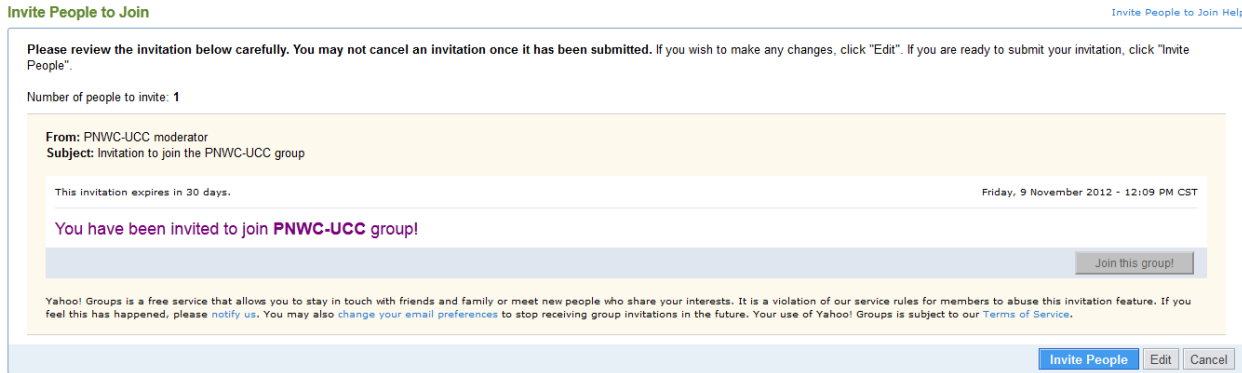 Invite People to Join
Invite People to Join Help
Please review the invitation below carefully. You may not cancel an invitation once it has been submitted. If you wish to make any changes, click "Edit". If you are ready to submit your invitation, click "Invite
People".
Number of people to invite: 1
From: PNWC-UCC moderator
Subject: Invitation to join the PNWC-UCC group
This invitation expires in 30 days.
Friday, 9 November 2012 - 12:09 PM CST
You have been invited to join PNWC-UCC group!
Join this group!
Yahoo! Groups is a free service that allows you to stay in touch with friends and family or meet new people who share your interests. It is a violation of our service rules for members to abuse this invitation feature. If you
feel this has happened, please notify us. You may also change your email preferences to stop receiving group invitations in the future. Your use of Yahoo! Groups is subject to our Terms of Service.
Invite People
Edit
Cancel